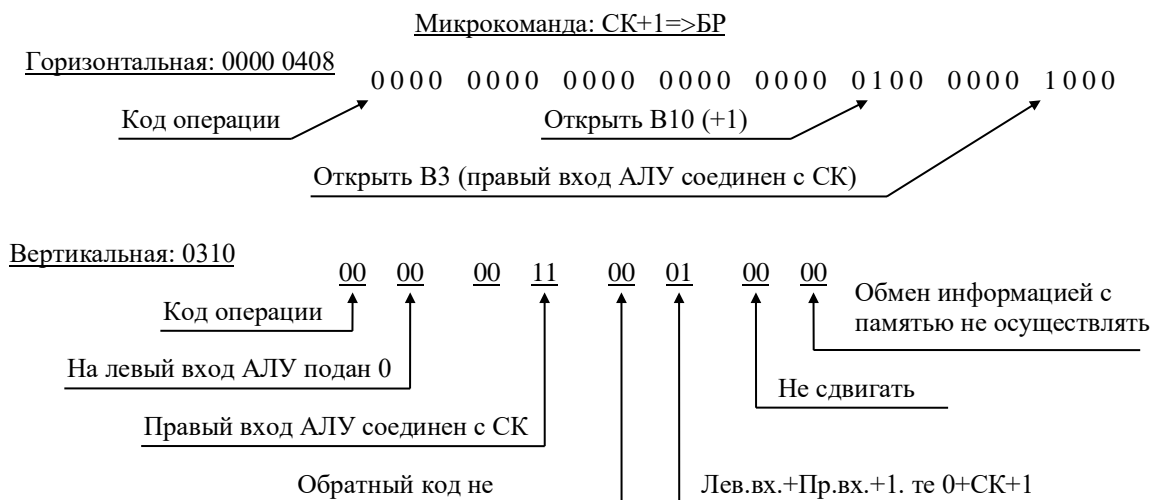 Микрокоманда: СК+1=>БР
Горизонтальная: 0000 0408
0000 0000 0000 0000 0000 0100 0000 1000
Код операции
Открыть В10 (+1)
Открыть В3 (правый вход АЛУ соединен с СК)
Вертикальная: 0310
00 00 00 11 00 01 00 00
Обмен информацией с
памятью не осуществлять
Код операции
На левый вход АЛУ подан 0
Не сдвигать
Правый вход АЛУ соединен с СК
Обратный код не
Лев.вх.+Пр.вх.+1. те 0+СК+1